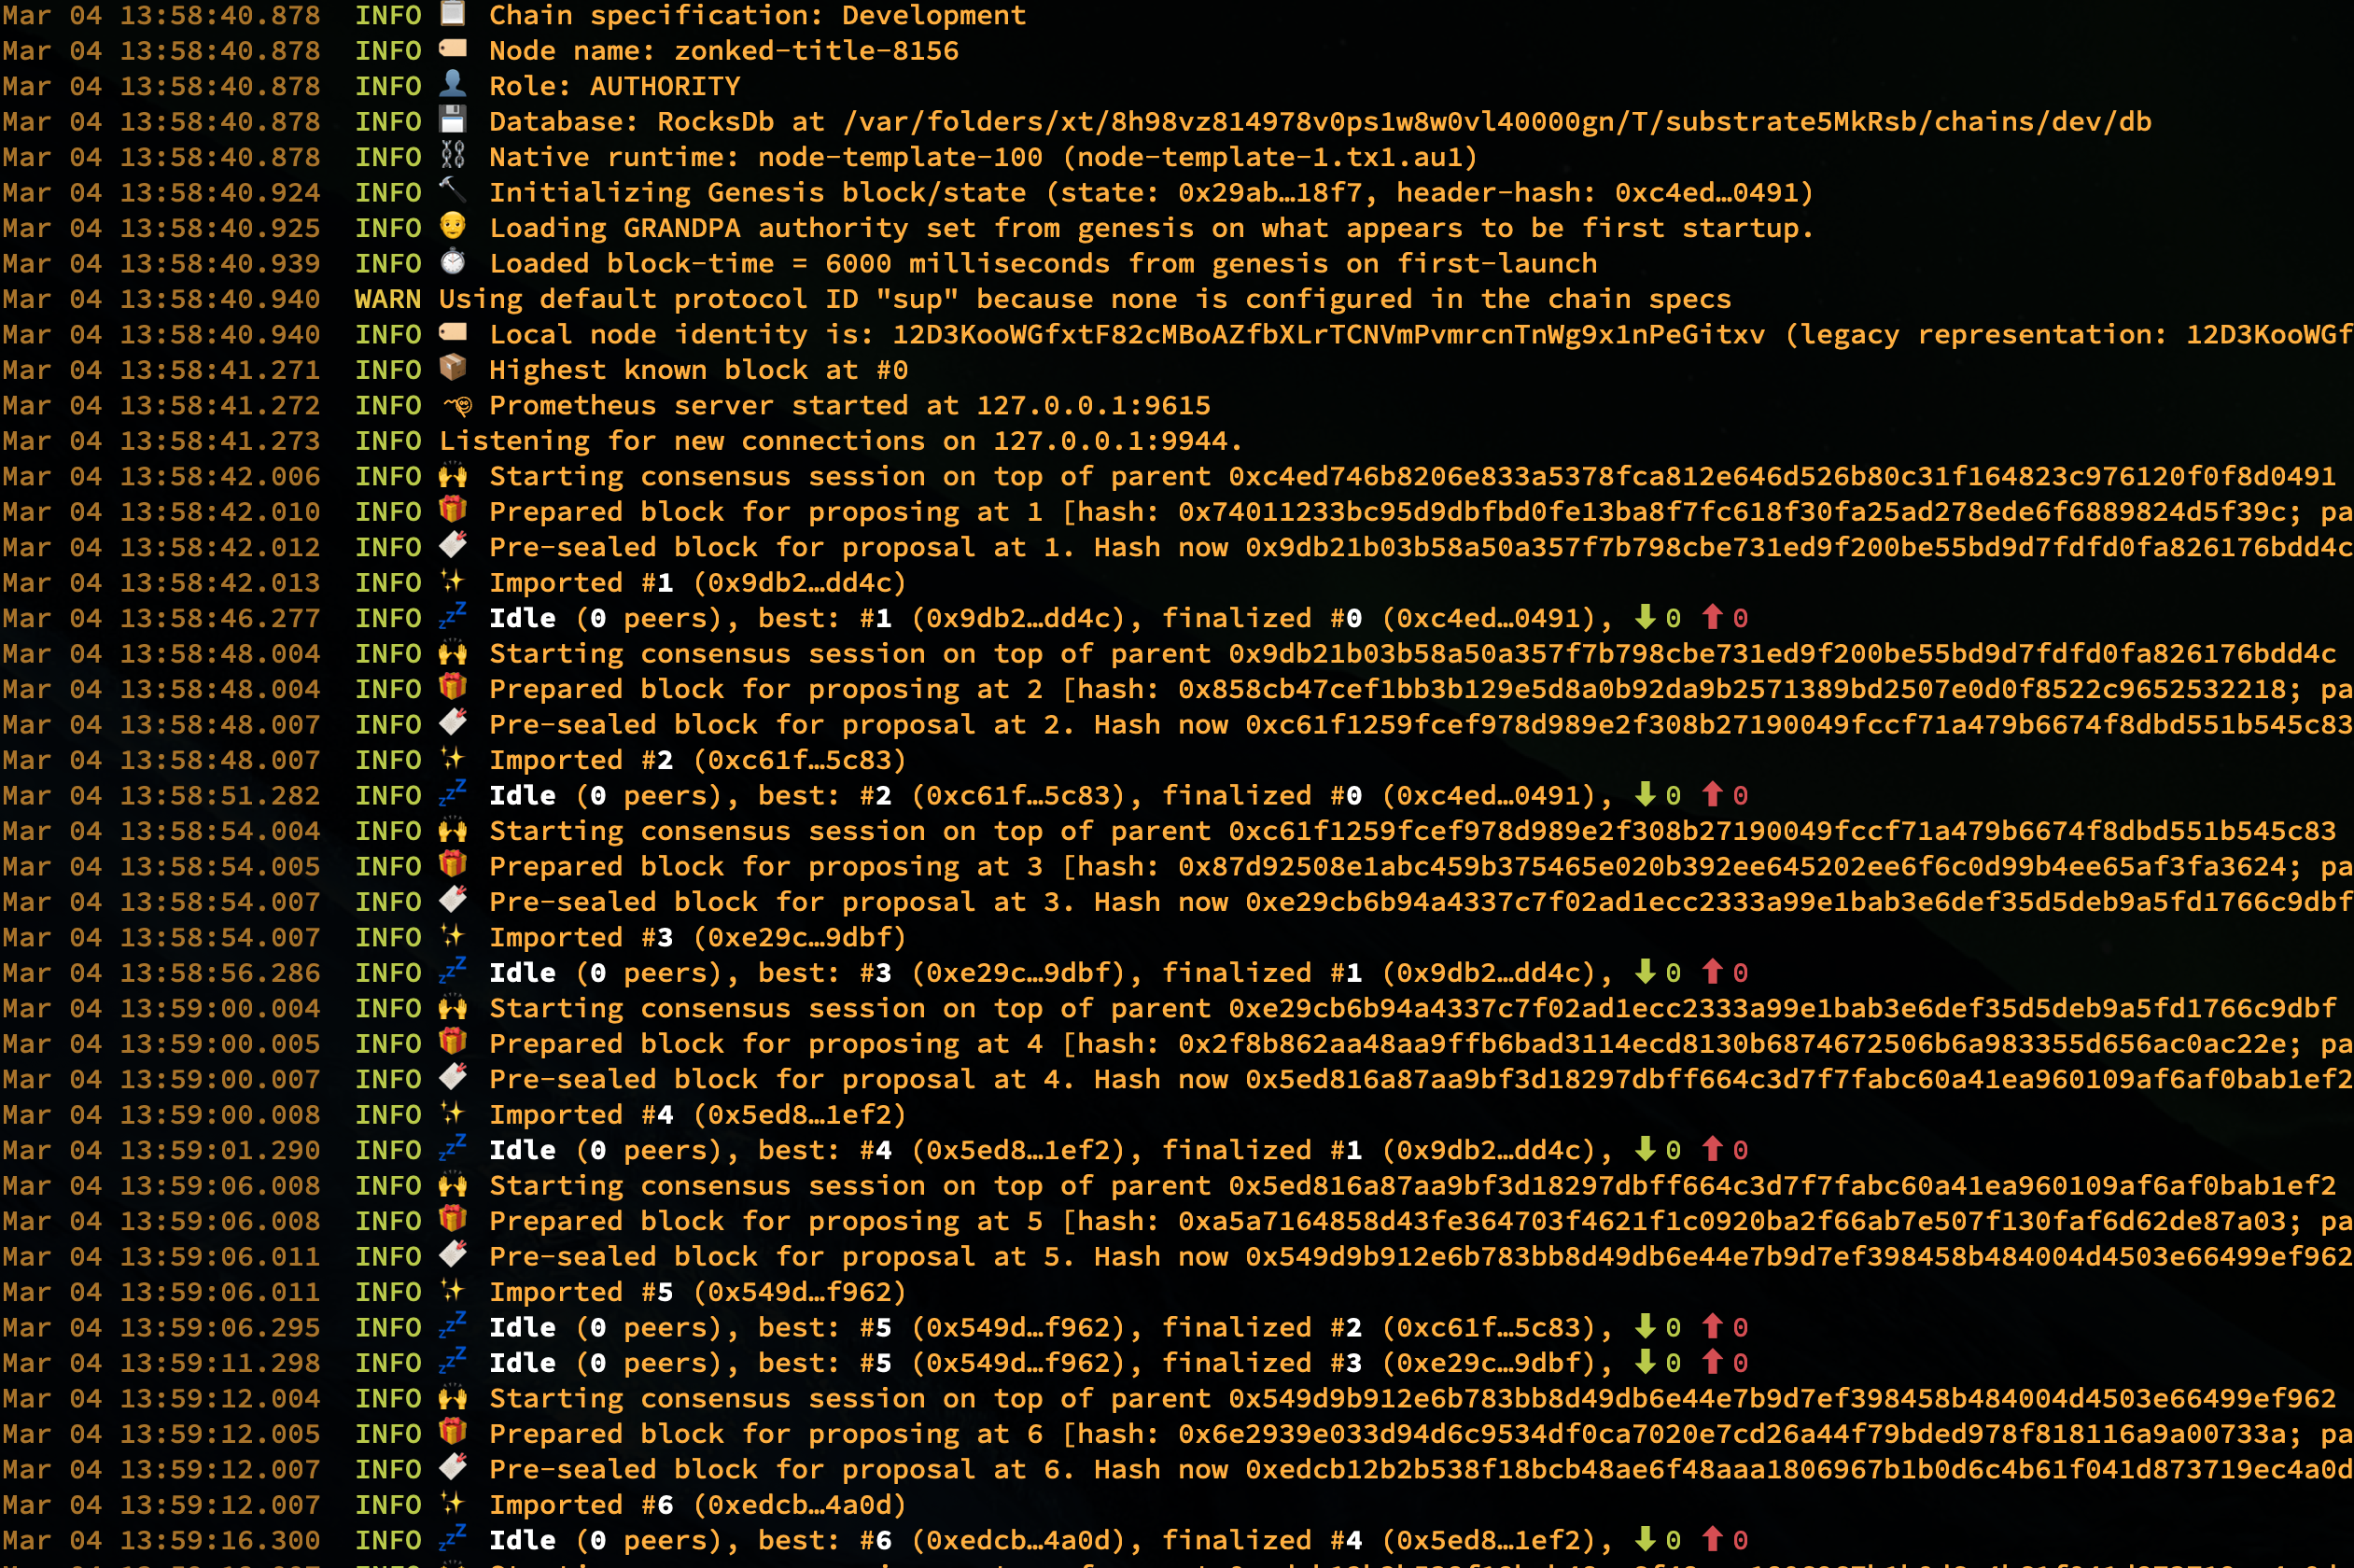 Mar 04 13:58:40.878 INFO 📋 Chain specification: Development
Mar 04 13:58:40.878 INFO 🏷 Node name: zonked-title-8156
Mar 04 13:58:40.878 INFO 👤 Role: AUTHORITY
Mar 04 13:58:40.878 INFO 💾 Database: RocksDb at /var/folders/xt/8h98vz814978v0ps1w8w0vl40000gn/T/substrate5MkRsb/chains/dev/db
Mar 04 13:58:40.878 INFO ⛓ Native runtime: node-template-100 (node-template-1.tx1.au1)
Mar 04 13:58:40.924 INFO 🔨 Initializing Genesis block/state (state: 0x29ab…18f7, header-hash: 0xc4ed…0491)
Mar 04 13:58:40.925 INFO 👴 Loading GRANDPA authority set from genesis on what appears to be first startup.
Mar 04 13:58:40.939 INFO ⏱ Loaded block-time = 6000 milliseconds from genesis on first-launch
Mar 04 13:58:40.940 WARN Using default protocol ID "sup" because none is configured in the chain specs
Mar 04 13:58:40.940 INFO 🏷 Local node identity is: 12D3KooWGfxtF82cMBoAZfbXLrTCNVmPvmrcnTnWg9x1nPeGitxv (legacy representation: 12D3KooWGf
Mar 04 13:58:41.271 INFO 📦 Highest known block at #0
Mar 04 13:58:41.272 INFO 〽️ Prometheus server started at 127.0.0.1:9615
Mar 04 13:58:41.273 INFO Listening for new connections on 127.0.0.1:9944.
Mar 04 13:58:42.006 INFO 🙌 Starting consensus session on top of parent 0xc4ed746b8206e833a5378fca812e646d526b80c31f164823c976120f0f8d0491
Mar 04 13:58:42.010 INFO 🎁 Prepared block for proposing at 1 [hash: 0x74011233bc95d9dbfbd0fe13ba8f7fc618f30fa25ad278ede6f6889824d5f39c; pa
Mar 04 13:58:42.012 INFO 🔖 Pre-sealed block for proposal at 1. Hash now 0x9db21b03b58a50a357f7b798cbe731ed9f200be55bd9d7fdfd0fa826176bdd4c
Mar 04 13:58:42.013 INFO ✨ Imported #1 (0x9db2…dd4c)
Mar 04 13:58:46.277 INFO 💤 Idle (0 peers), best: #1 (0x9db2…dd4c), finalized #0 (0xc4ed…0491), ⬇ 0 ⬆ 0
Mar 04 13:58:48.004 INFO 🙌 Starting consensus session on top of parent 0x9db21b03b58a50a357f7b798cbe731ed9f200be55bd9d7fdfd0fa826176bdd4c
Mar 04 13:58:48.004 INFO 🎁 Prepared block for proposing at 2 [hash: 0x858cb47cef1bb3b129e5d8a0b92da9b2571389bd2507e0d0f8522c9652532218; pa
Mar 04 13:58:48.007 INFO 🔖 Pre-sealed block for proposal at 2. Hash now 0xc61f1259fcef978d989e2f308b27190049fccf71a479b6674f8dbd551b545c83
Mar 04 13:58:48.007 INFO ✨ Imported #2 (0xc61f…5c83)
Mar 04 13:58:51.282 INFO 💤 Idle (0 peers), best: #2 (0xc61f…5c83), finalized #0 (0xc4ed…0491), ⬇ 0 ⬆ 0
Mar 04 13:58:54.004 INFO 🙌 Starting consensus session on top of parent 0xc61f1259fcef978d989e2f308b27190049fccf71a479b6674f8dbd551b545c83
Mar 04 13:58:54.005 INFO 🎁 Prepared block for proposing at 3 [hash: 0x87d92508e1abc459b375465e020b392ee645202ee6f6c0d99b4ee65af3fa3624; pa
Mar 04 13:58:54.007 INFO 🔖 Pre-sealed block for proposal at 3. Hash now 0xe29cb6b94a4337c7f02ad1ecc2333a99e1bab3e6def35d5deb9a5fd1766c9dbf
Mar 04 13:58:54.007 INFO ✨ Imported #3 (0xe29c…9dbf)
Mar 04 13:58:56.286 INFO 💤 Idle (0 peers), best: #3 (0xe29c…9dbf), finalized #1 (0x9db2…dd4c), ⬇ 0 ⬆ 0
Mar 04 13:59:00.004 INFO 🙌 Starting consensus session on top of parent 0xe29cb6b94a4337c7f02ad1ecc2333a99e1bab3e6def35d5deb9a5fd1766c9dbf
Mar 04 13:59:00.005 INFO 🎁 Prepared block for proposing at 4 [hash: 0x2f8b862aa48aa9ffb6bad3114ecd8130b6874672506b6a983355d656ac0ac22e; pa
Mar 04 13:59:00.007 INFO 🔖 Pre-sealed block for proposal at 4. Hash now 0x5ed816a87aa9bf3d18297dbff664c3d7f7fabc60a41ea960109af6af0bab1ef2
Mar 04 13:59:00.008 INFO ✨ Imported #4 (0x5ed8…1ef2)
Mar 04 13:59:01.290 INFO 💤 Idle (0 peers), best: #4 (0x5ed8…1ef2), finalized #1 (0x9db2…dd4c), ⬇ 0 ⬆ 0
Mar 04 13:59:06.008 INFO 🙌 Starting consensus session on top of parent 0x5ed816a87aa9bf3d18297dbff664c3d7f7fabc60a41ea960109af6af0bab1ef2
Mar 04 13:59:06.008 INFO 🎁 Prepared block for proposing at 5 [hash: 0xa5a7164858d43fe364703f4621f1c0920ba2f66ab7e507f130faf6d62de87a03; pa
Mar 04 13:59:06.011 INFO 🔖 Pre-sealed block for proposal at 5. Hash now 0x549d9b912e6b783bb8d49db6e44e7b9d7ef398458b484004d4503e66499ef962
Mar 04 13:59:06.011 INFO ✨ Imported #5 (0x549d…f962)
Mar 04 13:59:06.295 INFO 💤 Idle (0 peers), best: #5 (0x549d…f962), finalized #2 (0xc61f…5c83), ⬇ 0 ⬆ 0
Mar 04 13:59:11.298 INFO 💤 Idle (0 peers), best: #5 (0x549d…f962), finalized #3 (0xe29c…9dbf), ⬇ 0 ⬆ 0
Mar 04 13:59:12.004 INFO 🙌 Starting consensus session on top of parent 0x549d9b912e6b783bb8d49db6e44e7b9d7ef398458b484004d4503e66499ef962
Mar 04 13:59:12.005 INFO 🎁 Prepared block for proposing at 6 [hash: 0x6e2939e033d94d6c9534df0ca7020e7cd26a44f79bded978f818116a9a00733a; pa
Mar 04 13:59:12.007 INFO 🔖 Pre-sealed block for proposal at 6. Hash now 0xedcb12b2b538f18bcb48ae6f48aaa1806967b1b0d6c4b61f041d873719ec4a0d
Mar 04 13:59:12.007 INFO ✨ Imported #6 (0xedcb…4a0d)
Mar 04 13:59:16.300 INFO 💤 Idle (0 peers), best: #6 (0xedcb…4a0d), finalized #4 (0x5ed8…1ef2), ⬇ 0 ⬆ 0